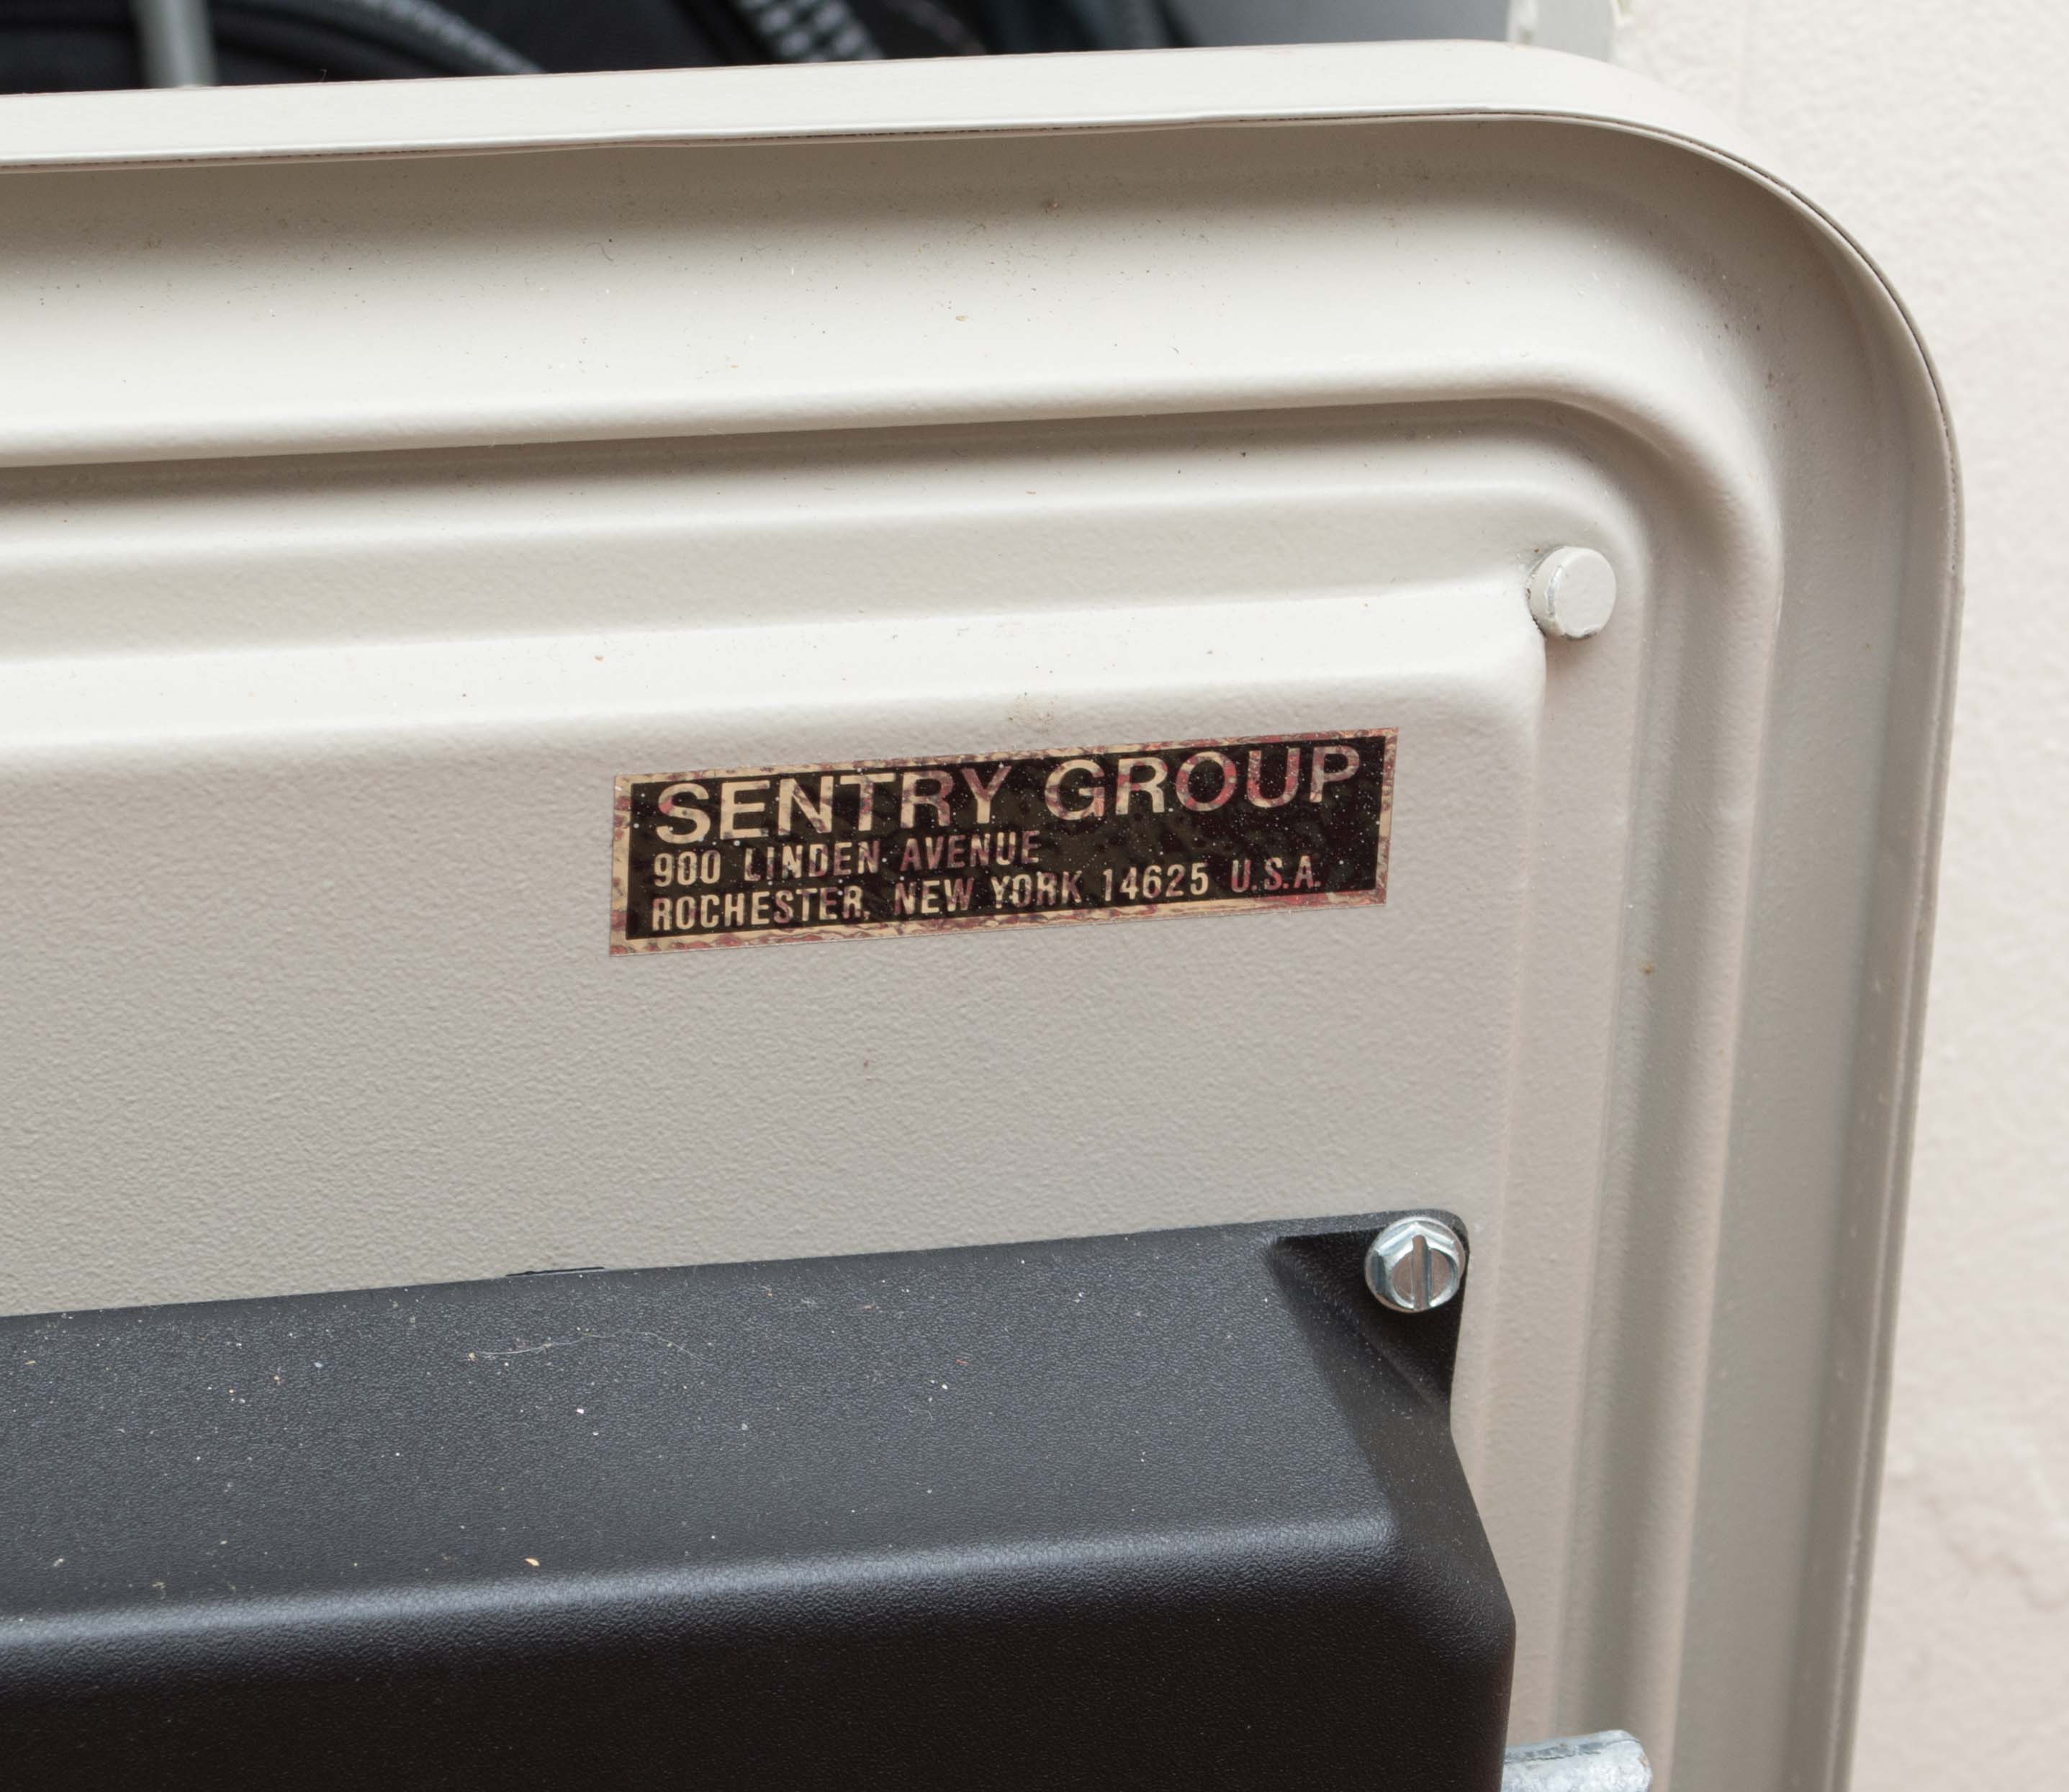 SENTRY GROUP
900 LINDEN AVENUE
ROCHESTER, NEW YORK 14625 U.S.A.